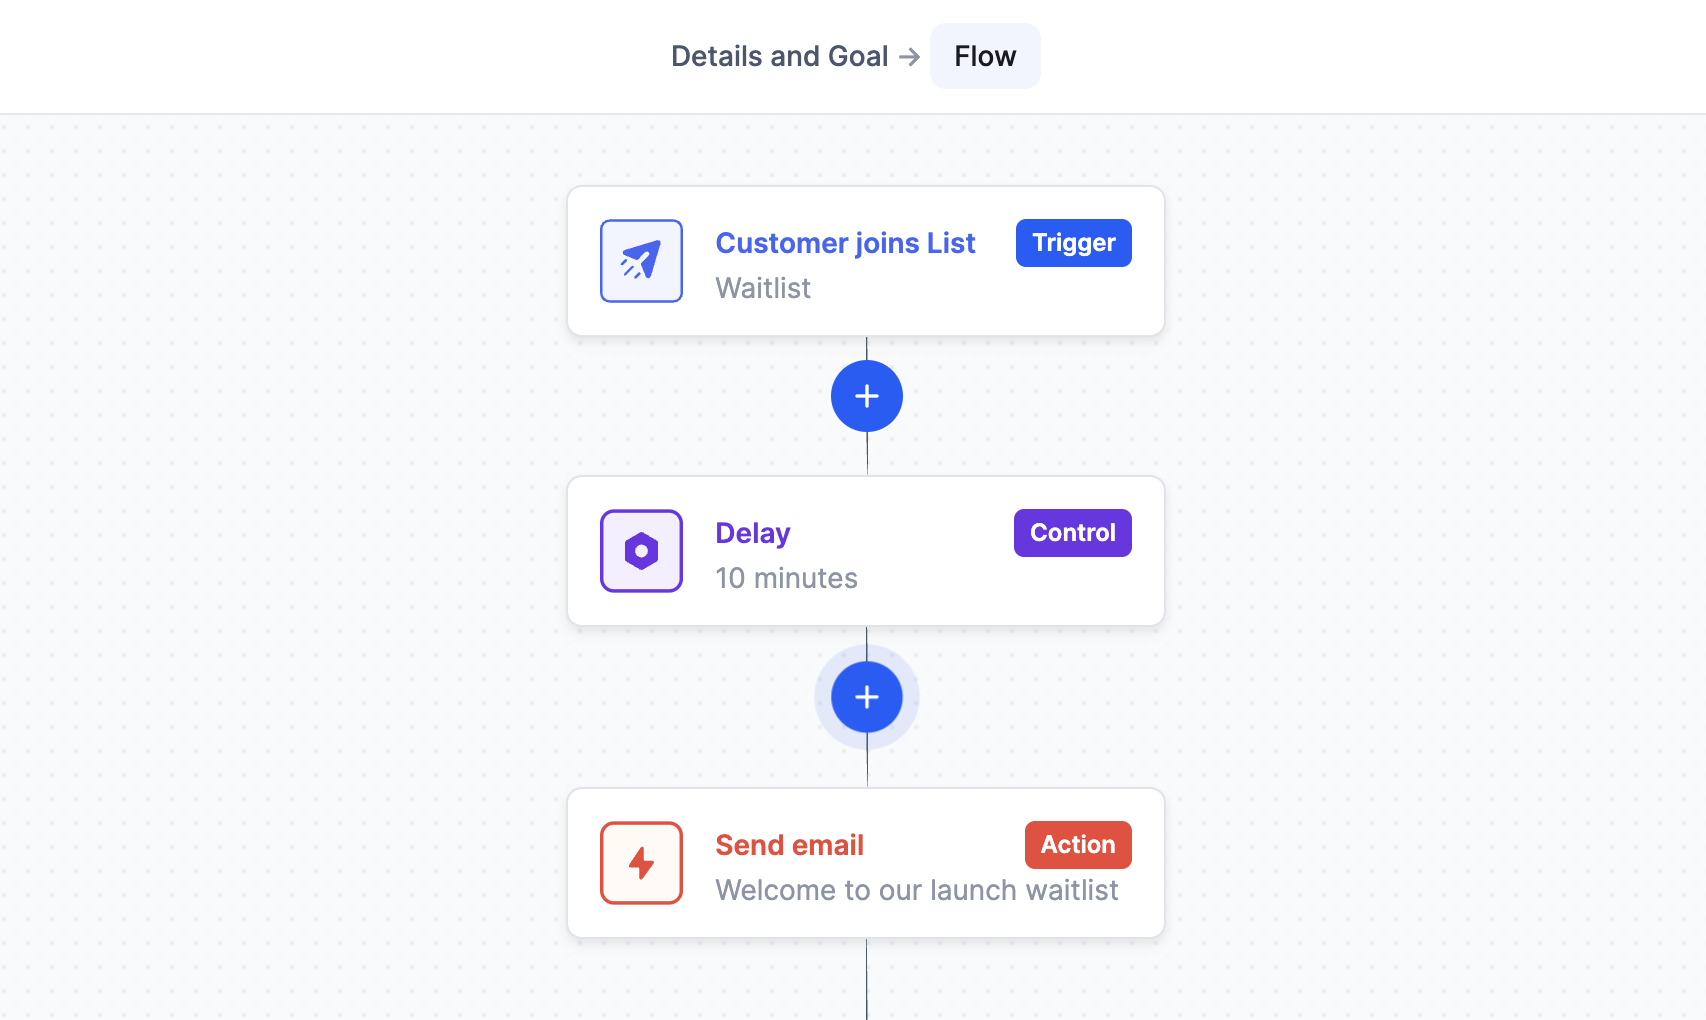 Details and Goal → Flow
Customer joins List
Trigger
Waitlist
Delay
Control
10 minutes
Send email
Action
Welcome to our launch waitlist